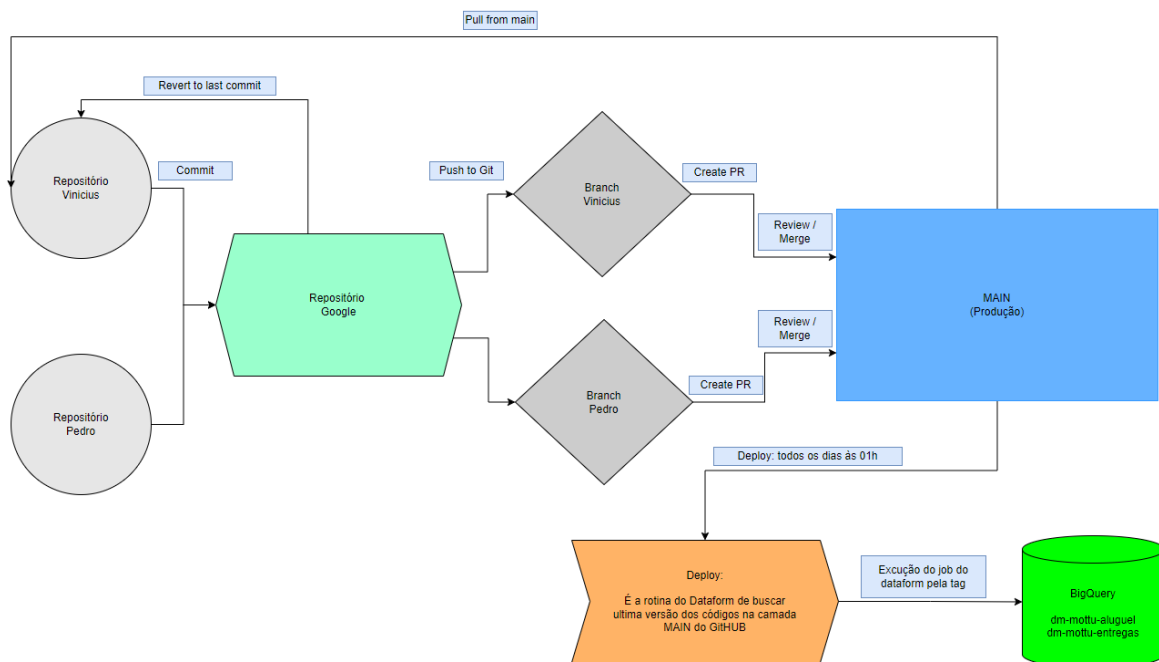 Pull from main
Revert to last commit
Repositório
Vinicius
Commit
Push to Git
Branch
Vinicius
Create PR
Review /
Merge
Repositório
Google
MAIN
(Produção)
Review /
Merge
Repositório
Pedro
Branch
Pedro
Create PR
Deploy: todos os dias às 01h
Deploy:
É a rotina do Dataform de buscar
ultima versão dos códigos na camada
MAIN do GitHUB
Excução do job do
dataform pela tag
BigQuery
dm-mottu-aluguel
dm-mottu-entregas